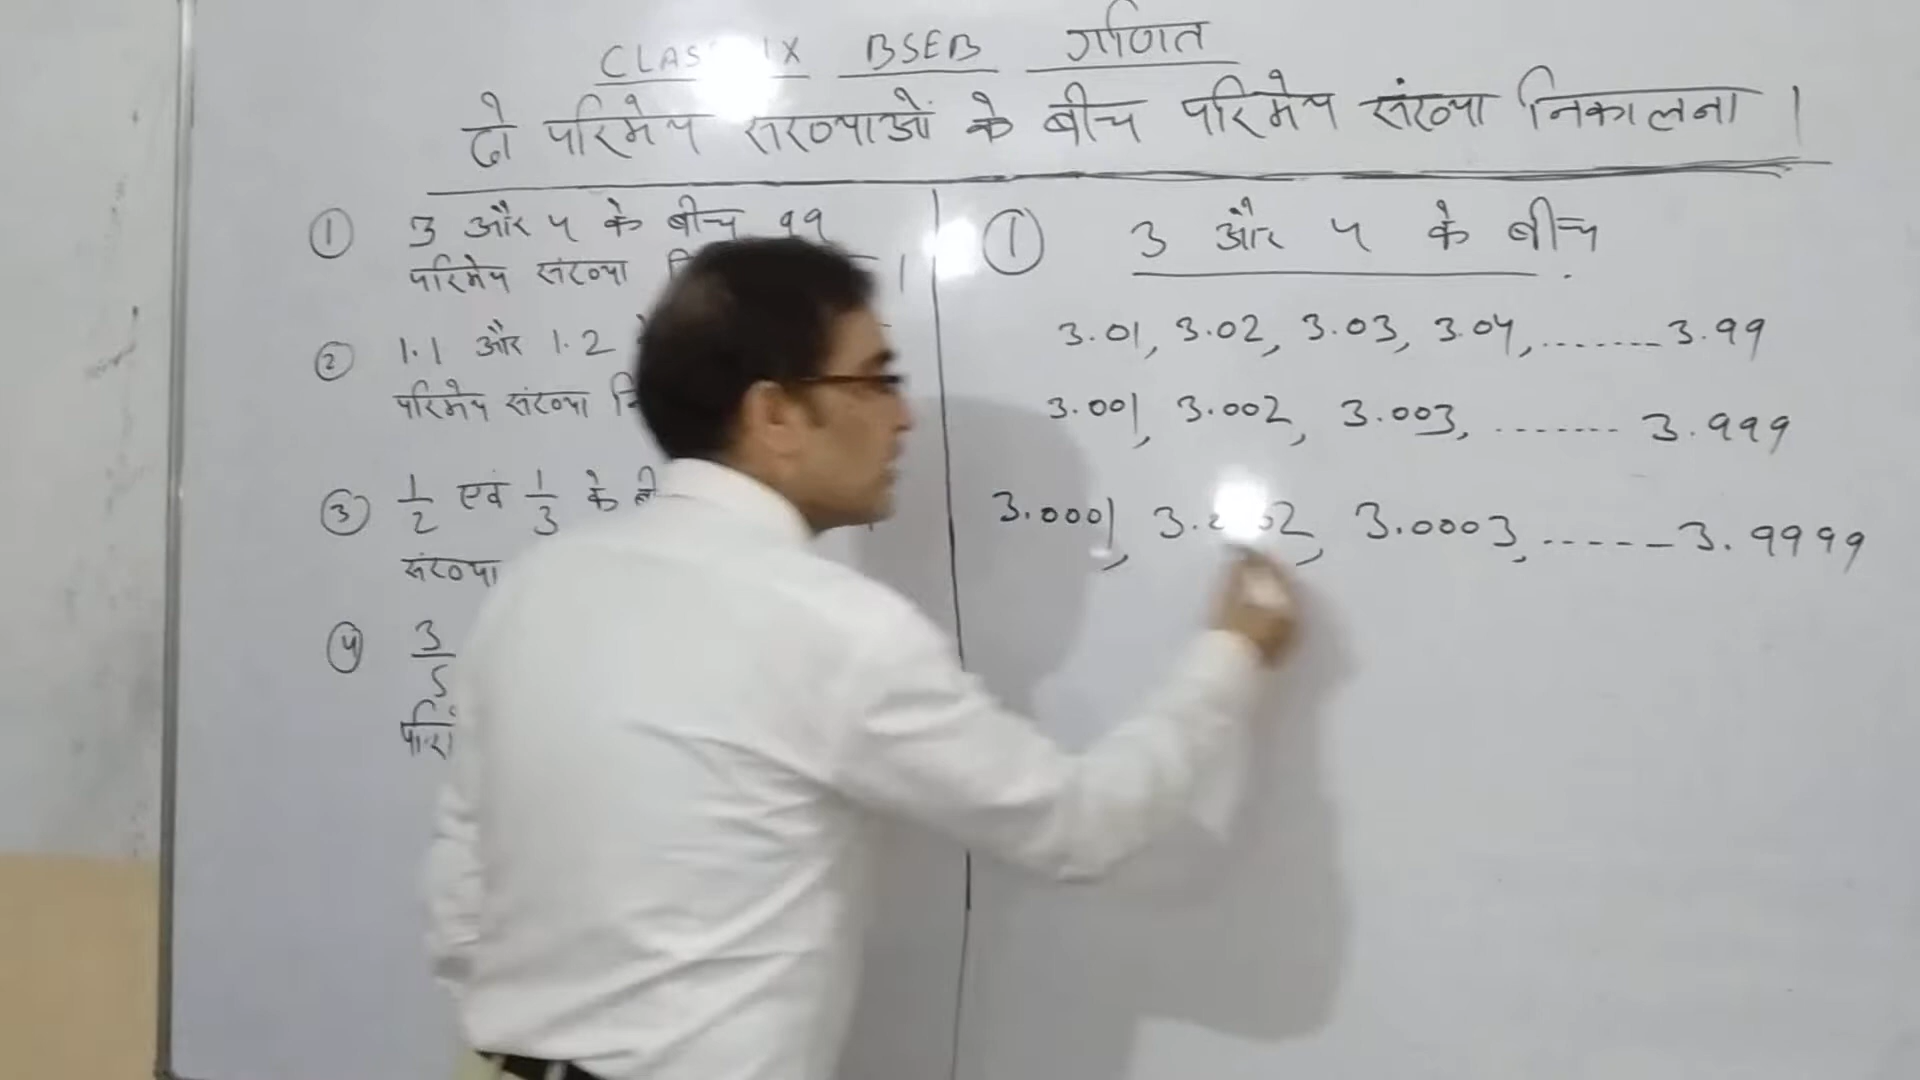 CLASS IX BSEB गणित
दो परिमेय संख्याओं के बीच परिमेय संख्या निकालना ।
① 3 और 4 के बीच 99
परिमेय संख्या ।
② 1.1 और 1.2
परिमेय संख्या
③ 1/2 एवं 1/3 के
संख्या
④ 3/5
① 3 और 4 के बीच
3.01, 3.02, 3.03, 3.04, ....... 3.99
3.001, 3.002, 3.003, ....... 3.999
3.0001, 3.0002, 3.0003, ------ 3.9999